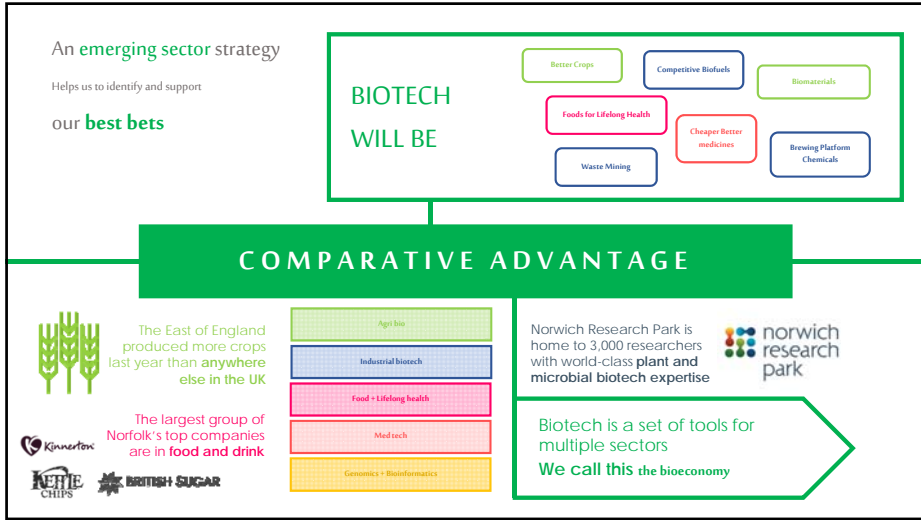 An emerging sector strategy
Helps us to identify and support
our best bets
BIOTECH
WILL BE
Better Crops
Competitive Biofuels
Biomaterials
Foods for Lifelong Health
Cheaper Better
medicines
Waste Mining
Brewing Platform
Chemicals
COMPARATIVE ADVANTAGE
The East of England
produced more crops
last year than anywhere
else in the UK
The largest group of
Norfolk's top companies
are in food and drink
Kinnerton
KETTLE
CHIPS
BRITISH SUGAR
Agri bio
Industrial biotech
Food + Lifelong health
Med tech
Genomics + Bioinformatics
Norwich Research Park is
home to 3,000 researchers
with world-class plant and
microbial biotech expertise
norwich
research
park
Biotech is a set of tools for
multiple sectors
We call this the bioeconomy